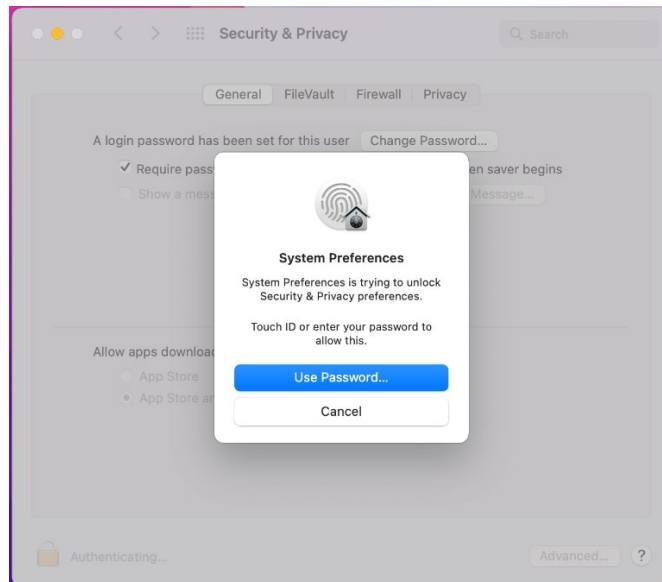 Security & Privacy
Search
General FileVault Firewall Privacy
A login password has been set for this user Change Password...
Require pass en saver begins
Show a mess Message...
System Preferences
System Preferences is trying to unlock
Security & Privacy preferences.
Touch ID or enter your password to
allow this.
Allow apps downloa
Use Password...
App Store
App Store an
Cancel
Authenticating...
Advanced... ?